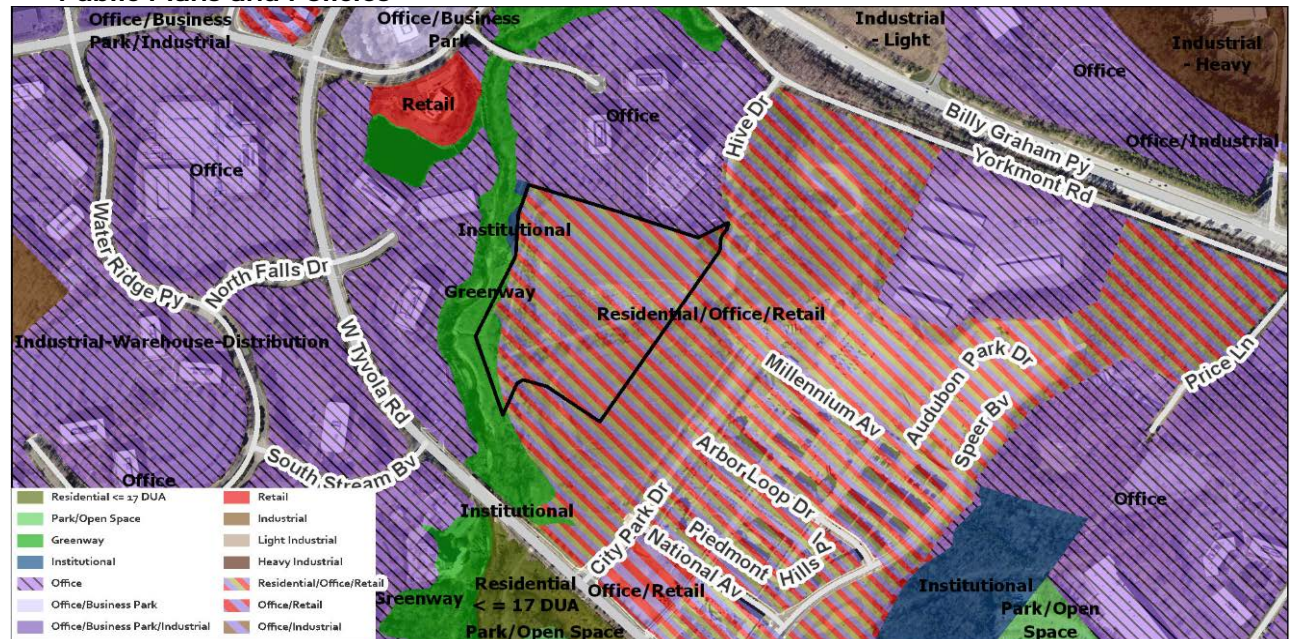 Public Plans and Policies
Office/Business
Park/Industrial
Office/Business
Park
Industrial
- Light
Industrial
- Heavy
Office
Retail
Office
Hive Dr
Billy Graham Py
Yorkmont Rd
Office/Industrial
Office
Water Ridge Py
North Falls Dr
Institutional
Greenway
Residential/Office/Retail
Industrial-Warehouse-Distribution
W Tyvola Rd
Millennium Av
Audubon Park Dr
Speer Bv
Price Ln
South Stream Bv
Arbor Loop Dr
Office
Office
Institutional
City Park Dr
Piedmont
Hills Pl
National Av
Office/Retail
Institutional
Greenway
Residential
< = 17 DUA
Park/Open Space
Park/Open
Space
Residential <= 17 DUA
Park/Open Space
Greenway
Institutional
Office
Office/Business Park
Office/Business Park/Industrial
Retail
Industrial
Light Industrial
Heavy Industrial
Residential/Office/Retail
Office/Retail
Office/Industrial